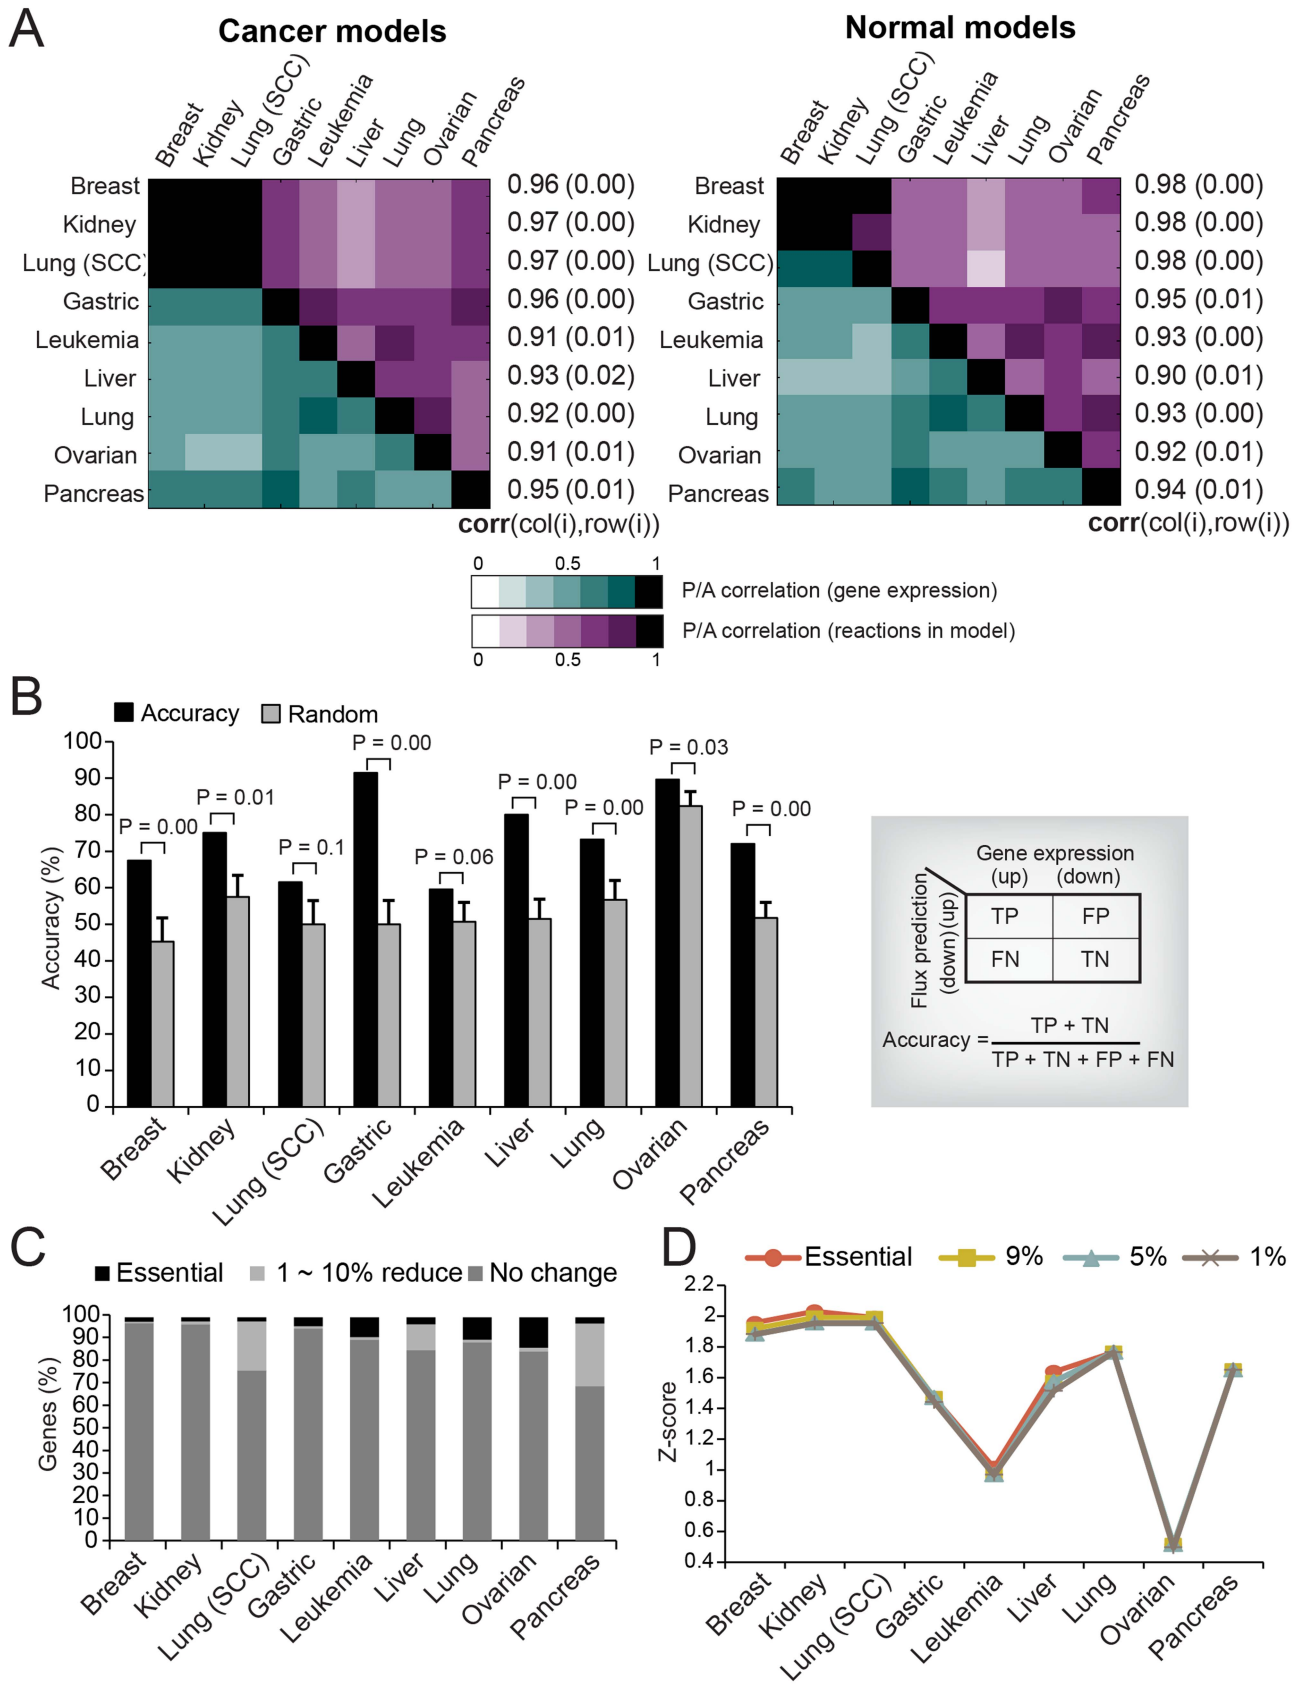 A
Cancer models
Normal models
Breast
Kidney
Lung (SCC)
Gastric
Leukemia
Liver
Lung
Ovarian
Pancreas
Breast
Kidney
Lung (SCC)
Gastric
Leukemia
Liver
Lung
Ovarian
Pancreas
Breast 0.96 (0.00)
Kidney 0.97 (0.00)
Lung (SCC) 0.97 (0.00)
Gastric 0.96 (0.00)
Leukemia 0.91 (0.01)
Liver 0.93 (0.02)
Lung 0.92 (0.00)
Ovarian 0.91 (0.01)
Pancreas 0.95 (0.01)
corr(col(i),row(i))
Breast 0.98 (0.00)
Kidney 0.98 (0.00)
Lung (SCC) 0.98 (0.00)
Gastric 0.95 (0.01)
Leukemia 0.93 (0.00)
Liver 0.90 (0.01)
Lung 0.93 (0.00)
Ovarian 0.92 (0.01)
Pancreas 0.94 (0.01)
corr(col(i),row(i))
0 0.5 1
P/A correlation (gene expression)
P/A correlation (reactions in model)
0 0.5 1
B
Accuracy Random
Accuracy (%)
100
90
80
70
60
50
40
30
20
10
0
P = 0.00
P = 0.01
P = 0.1
P = 0.00
P = 0.06
P = 0.00
P = 0.00
P = 0.03
P = 0.00
Breast
Kidney
Lung (SCC)
Gastric
Leukemia
Liver
Lung
Ovarian
Pancreas
Gene expression
(up) (down)
Flux prediction
(down) (up)
TP FP
FN TN
Accuracy =
TP + TN
TP + TN + FP + FN
C
Essential 1 ~ 10% reduce No change
Genes (%)
100
90
80
70
60
50
40
30
20
10
0
Breast
Kidney
Lung (SCC)
Gastric
Leukemia
Liver
Lung
Ovarian
Pancreas
D
Essential 9% 5% 1%
Z-score
2.2
2
1.8
1.6
1.4
1.2
1
0.8
0.6
0.4
Breast
Kidney
Lung (SCC)
Gastric
Leukemia
Liver
Lung
Ovarian
Pancreas